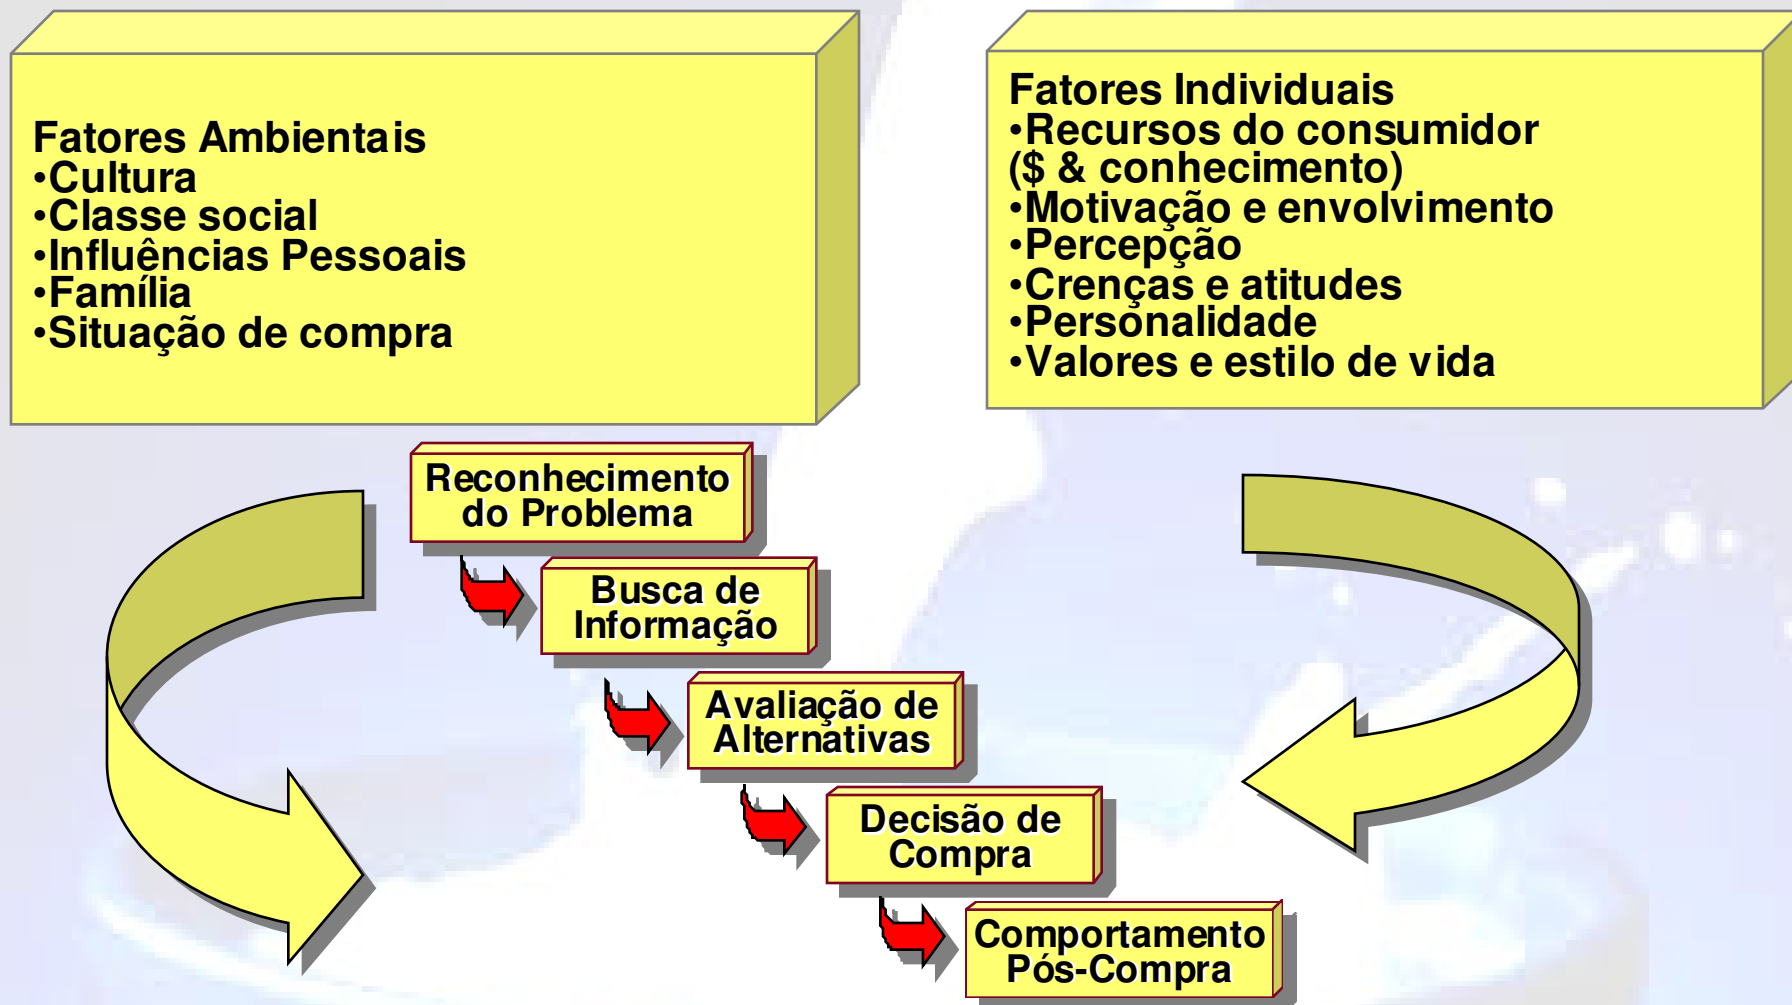 Fatores Ambientais
•Cultura
•Classe social
•Influências Pessoais
•Família
•Situação de compra
Fatores Individuais
•Recursos do consumidor
($ & conhecimento)
•Motivação e envolvimento
•Percepção
•Crenças e atitudes
•Personalidade
•Valores e estilo de vida
Reconhecimento
do Problema
Busca de
Informação
Avaliação de
Alternativas
Decisão de
Compra
Comportamento
Pós-Compra